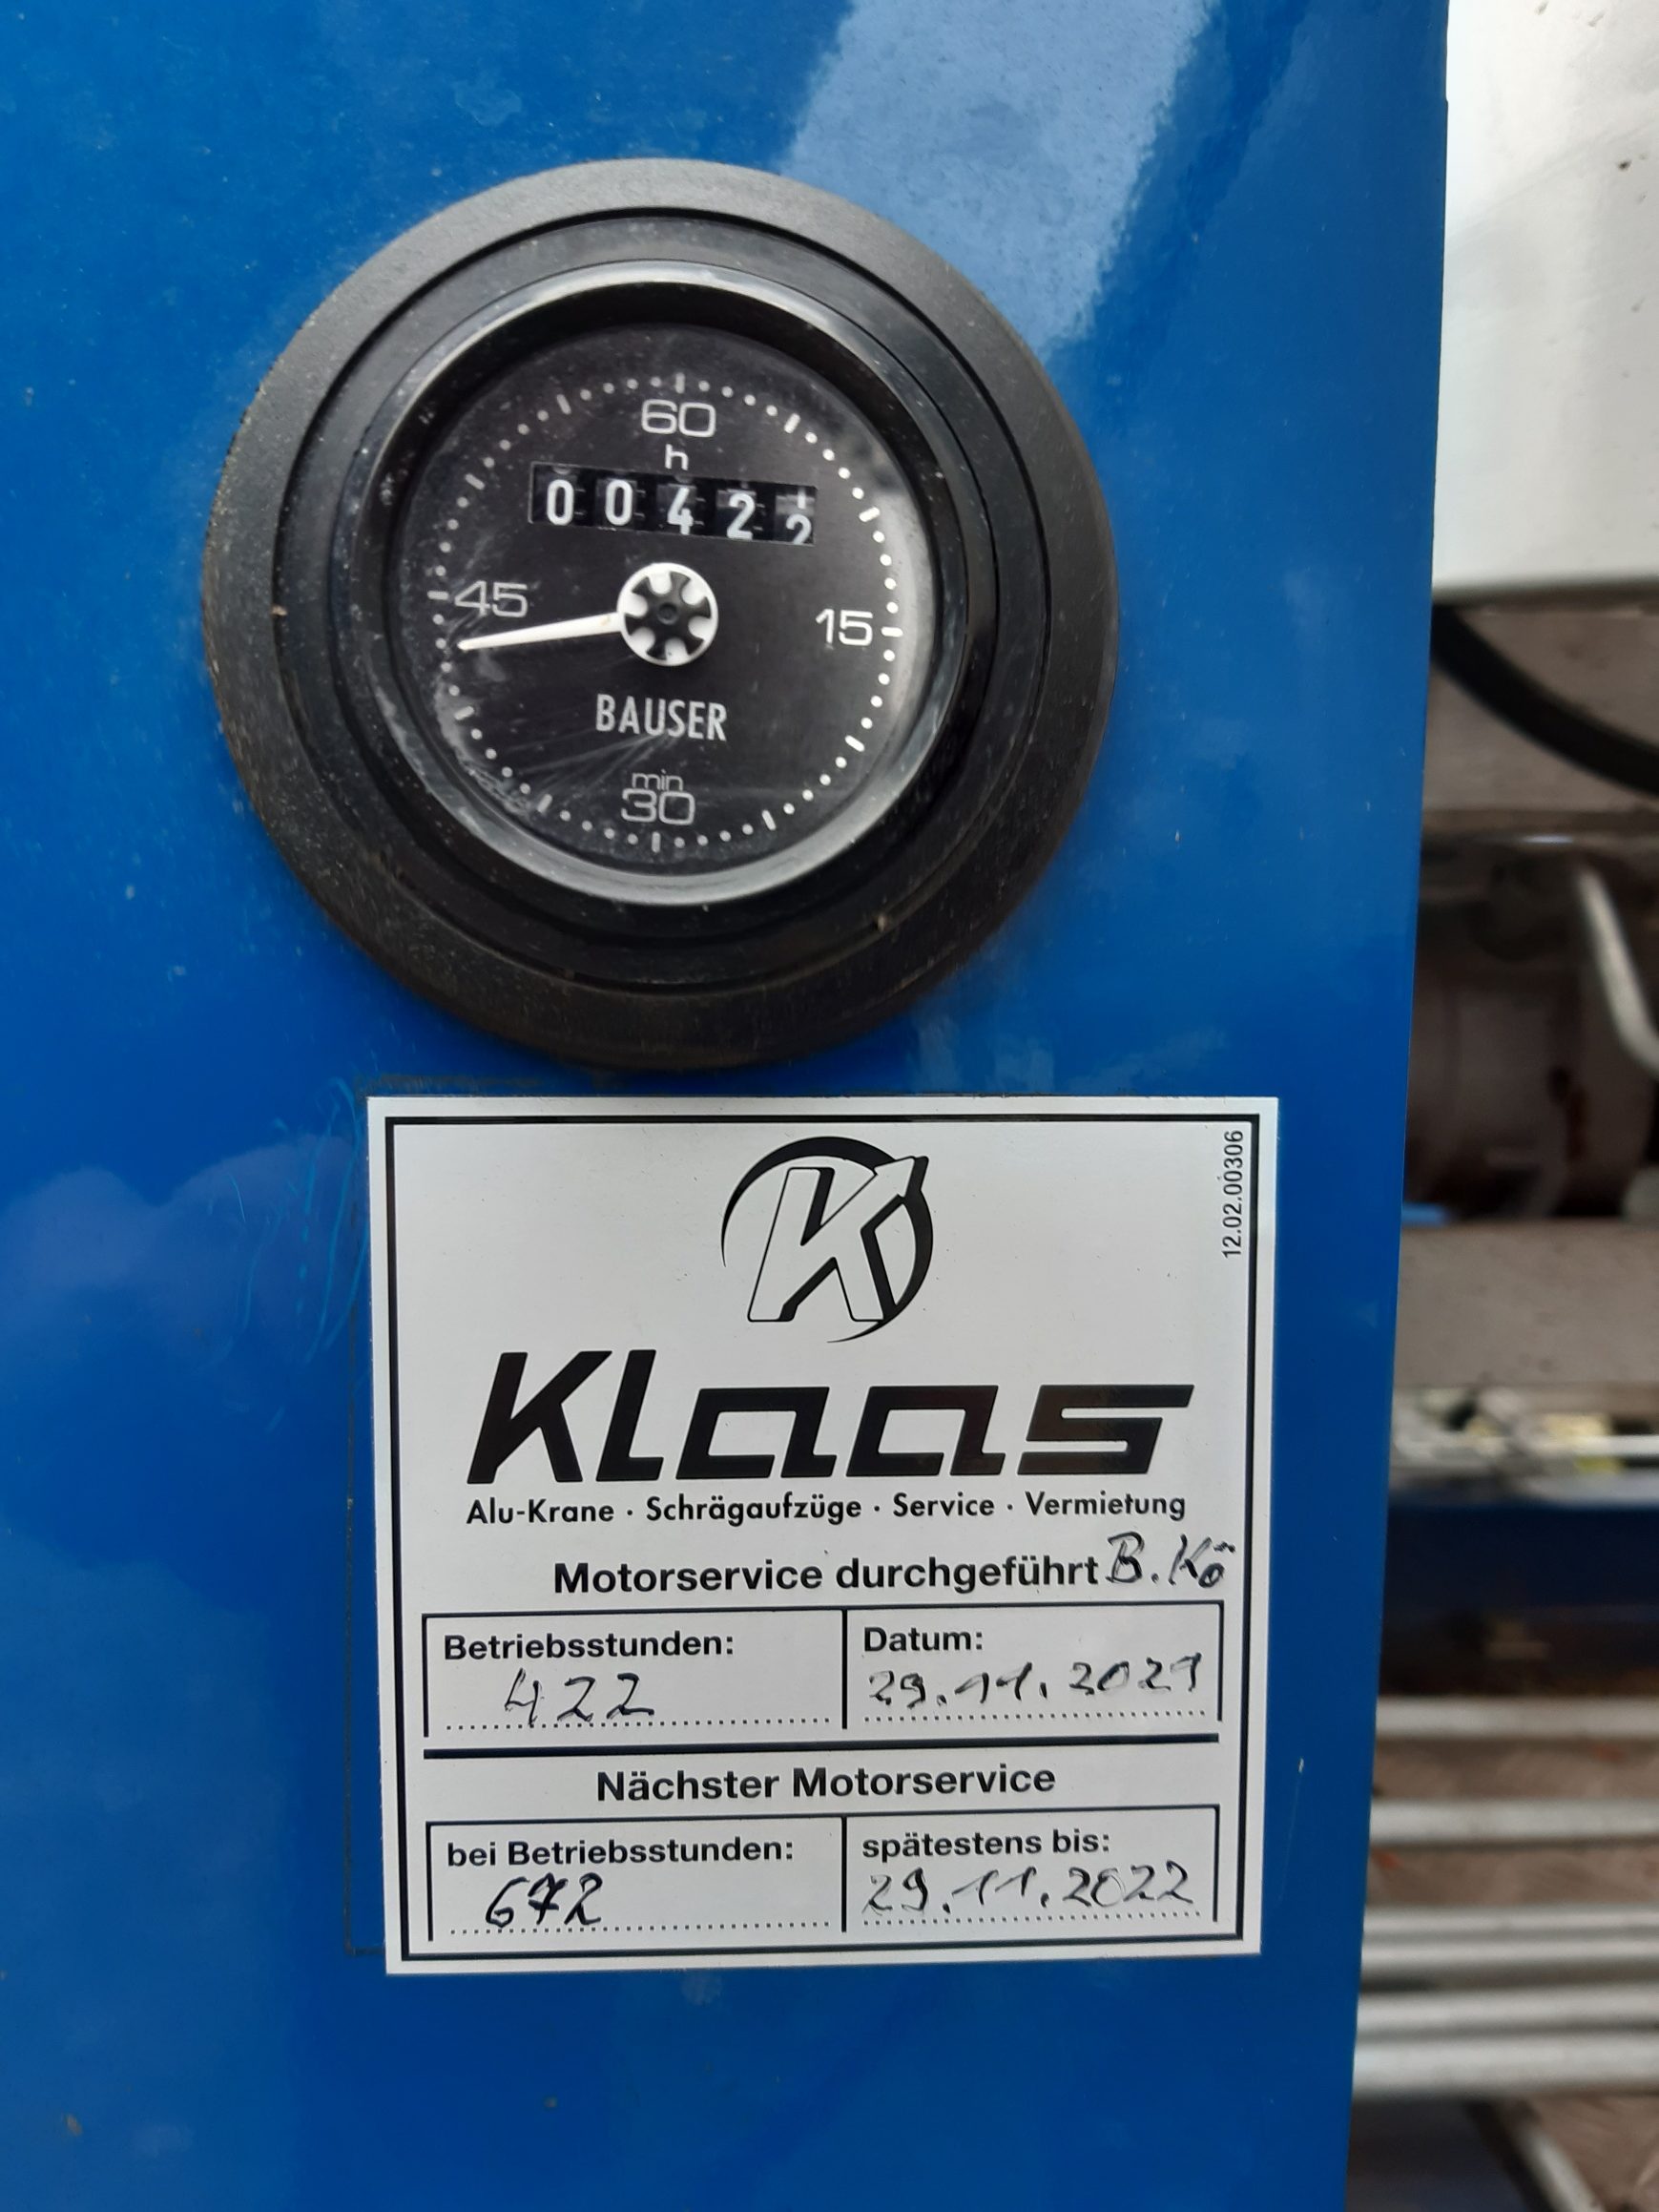 60
h
00422
45
15
BAUSER
min
30
12.02.00306
K
Klaas
Alu-Krane · Schrägaufzüge · Service · Vermietung
Motorservice durchgeführt B. Kö
Betriebsstunden: Datum:
422 29.11.2021
Nächster Motorservice
bei Betriebsstunden: spätestens bis:
672 29.11.2022